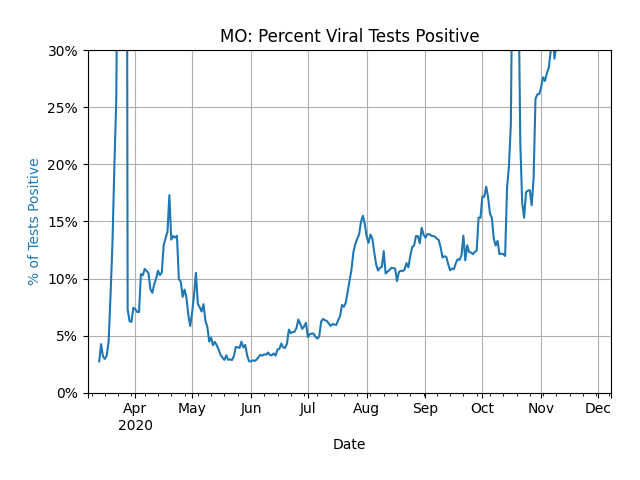 MO: Percent Viral Tests Positive
30%
25%
20%
15%
10%
5%
0%
% of Tests Positive
Apr May Jun Jul Aug Sep Oct Nov Dec
2020
Date